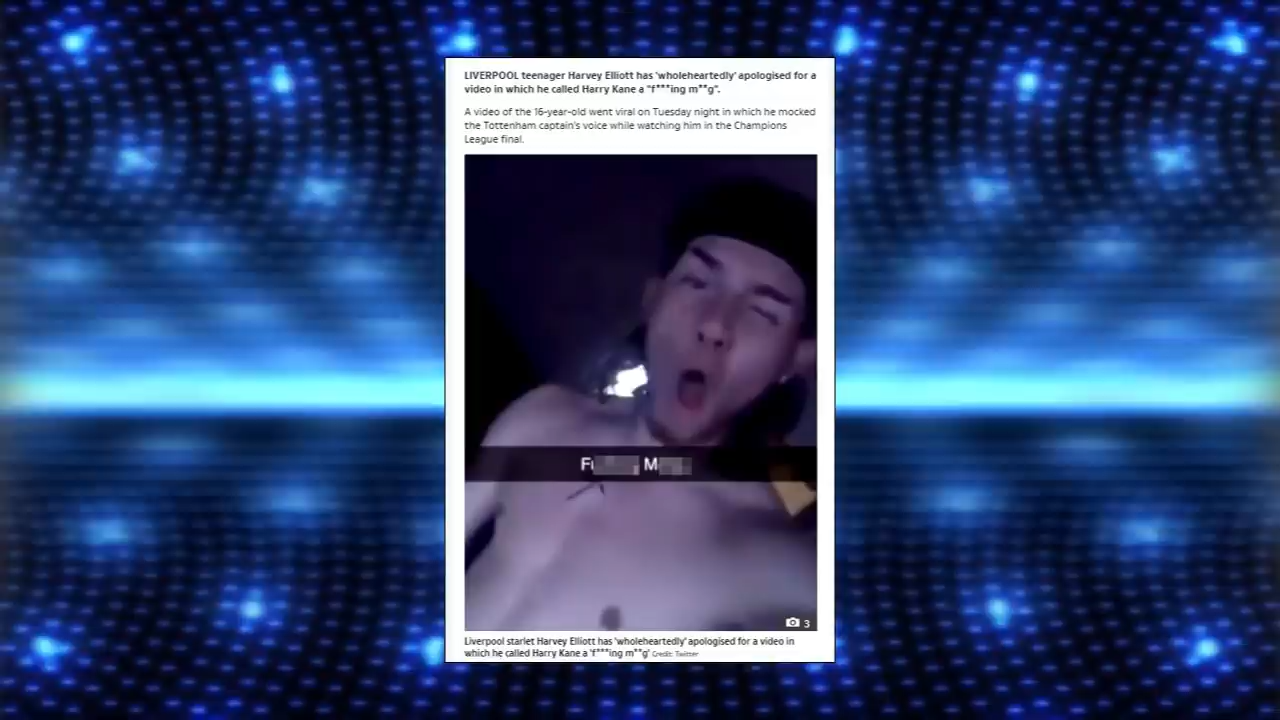 LIVERPOOL teenager Harvey Elliott has 'wholeheartedly' apologised for a
video in which he called Harry Kane a "f***ing m**g".
A video of the 16-year-old went viral on Tuesday night in which he mocked
the Tottenham captain's voice while watching him in the Champions
League final.
Fu M
3
Liverpool starlet Harvey Elliott has 'wholeheartedly' apologised for a video in
which he called Harry Kane a 'f***ing m**g' Credit: Twitter